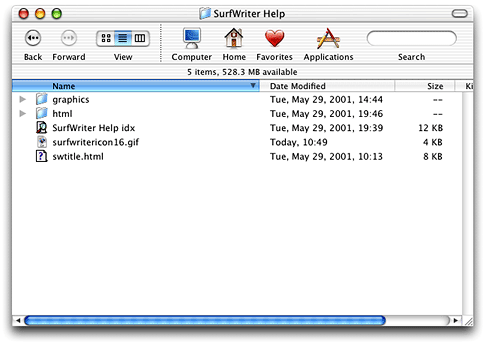 SurfWriter Help
Back Forward View Computer Home Favorites Applications Search
5 items, 528.3 MB available
Name Date Modified Size Ki
graphics Tue, May 29, 2001, 14:44 --
html Tue, May 29, 2001, 19:46 --
SurfWriter Help idx Tue, May 29, 2001, 19:39 12 KB
surfwritericon16.gif Today, 10:49 4 KB
swtitle.html Tue, May 29, 2001, 10:13 8 KB